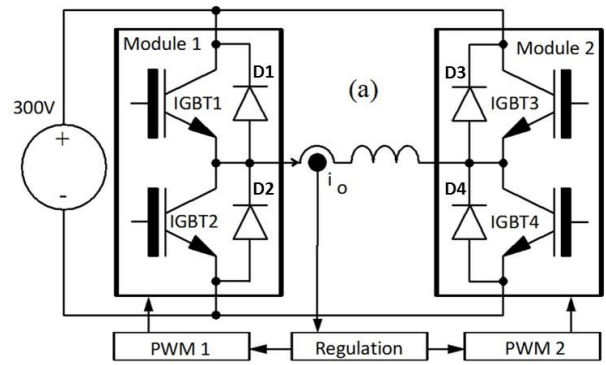 Module 1
Module 2
D1
D3
(a)
300V
IGBT1
IGBT3
+
-
i o
D2
D4
IGBT2
IGBT4
PWM 1
Regulation
PWM 2